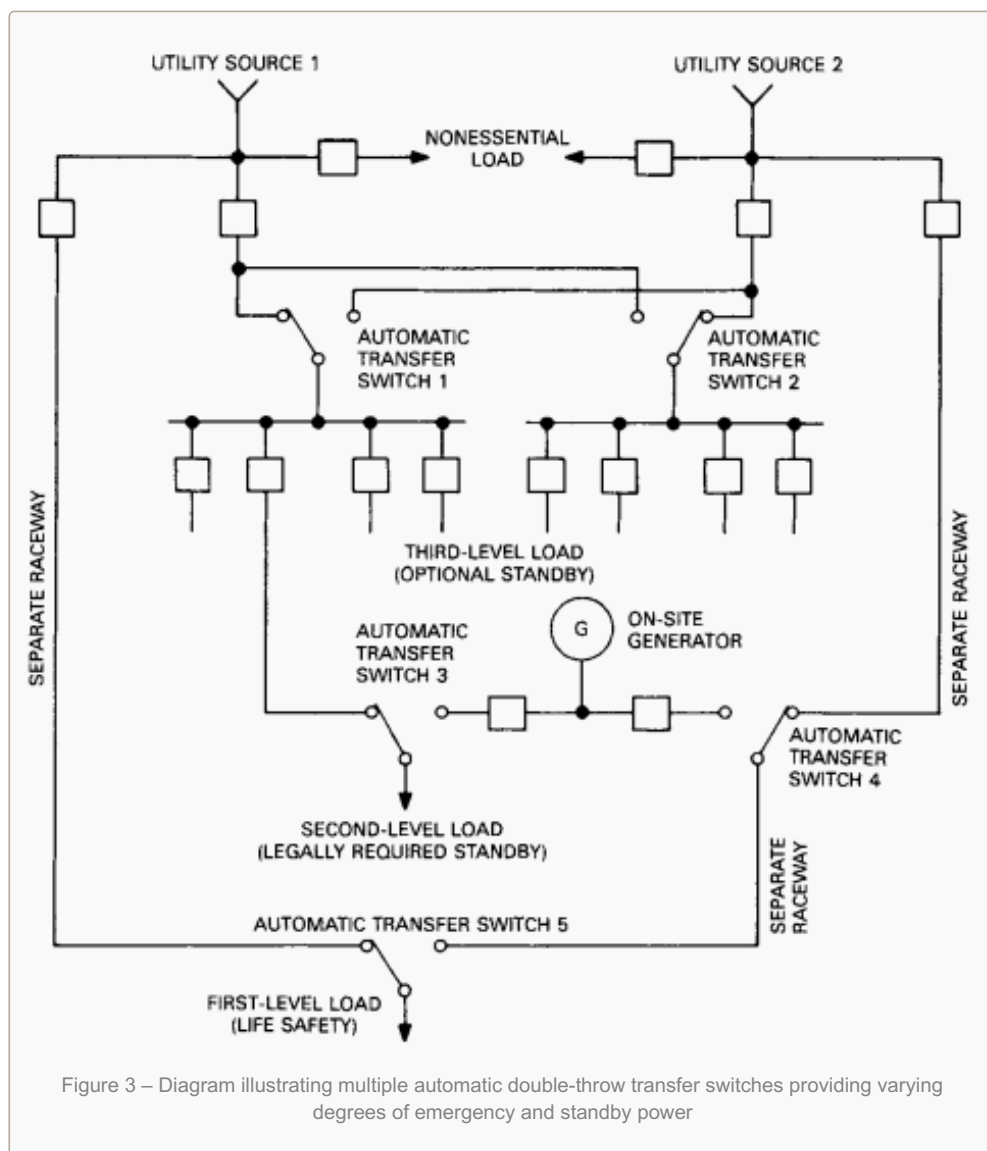 UTILITY SOURCE 1
UTILITY SOURCE 2
NONESSENTIAL
LOAD
AUTOMATIC
TRANSFER
SWITCH 1
AUTOMATIC
TRANSFER
SWITCH 2
SEPARATE RACEWAY
THIRD-LEVEL LOAD
(OPTIONAL STANDBY)
SEPARATE RACEWAY
AUTOMATIC
TRANSFER
SWITCH 3
G
ON-SITE
GENERATOR
AUTOMATIC
TRANSFER
SWITCH 4
SECOND-LEVEL LOAD
(LEGALLY REQUIRED STANDBY)
SEPARATE
RACEWAY
AUTOMATIC TRANSFER SWITCH 5
FIRST-LEVEL LOAD
(LIFE SAFETY)
Figure 3 – Diagram illustrating multiple automatic double-throw transfer switches providing varying
degrees of emergency and standby power